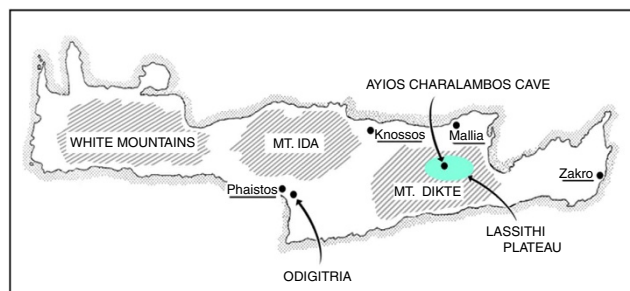 AYIOS CHARALAMBOS CAVE
WHITE MOUNTAINS
MT. IDA
Knossos
Mallia
Phaistos
MT. DIKTE
Zakro
LASSITHI
PLATEAU
ODIGITRIA